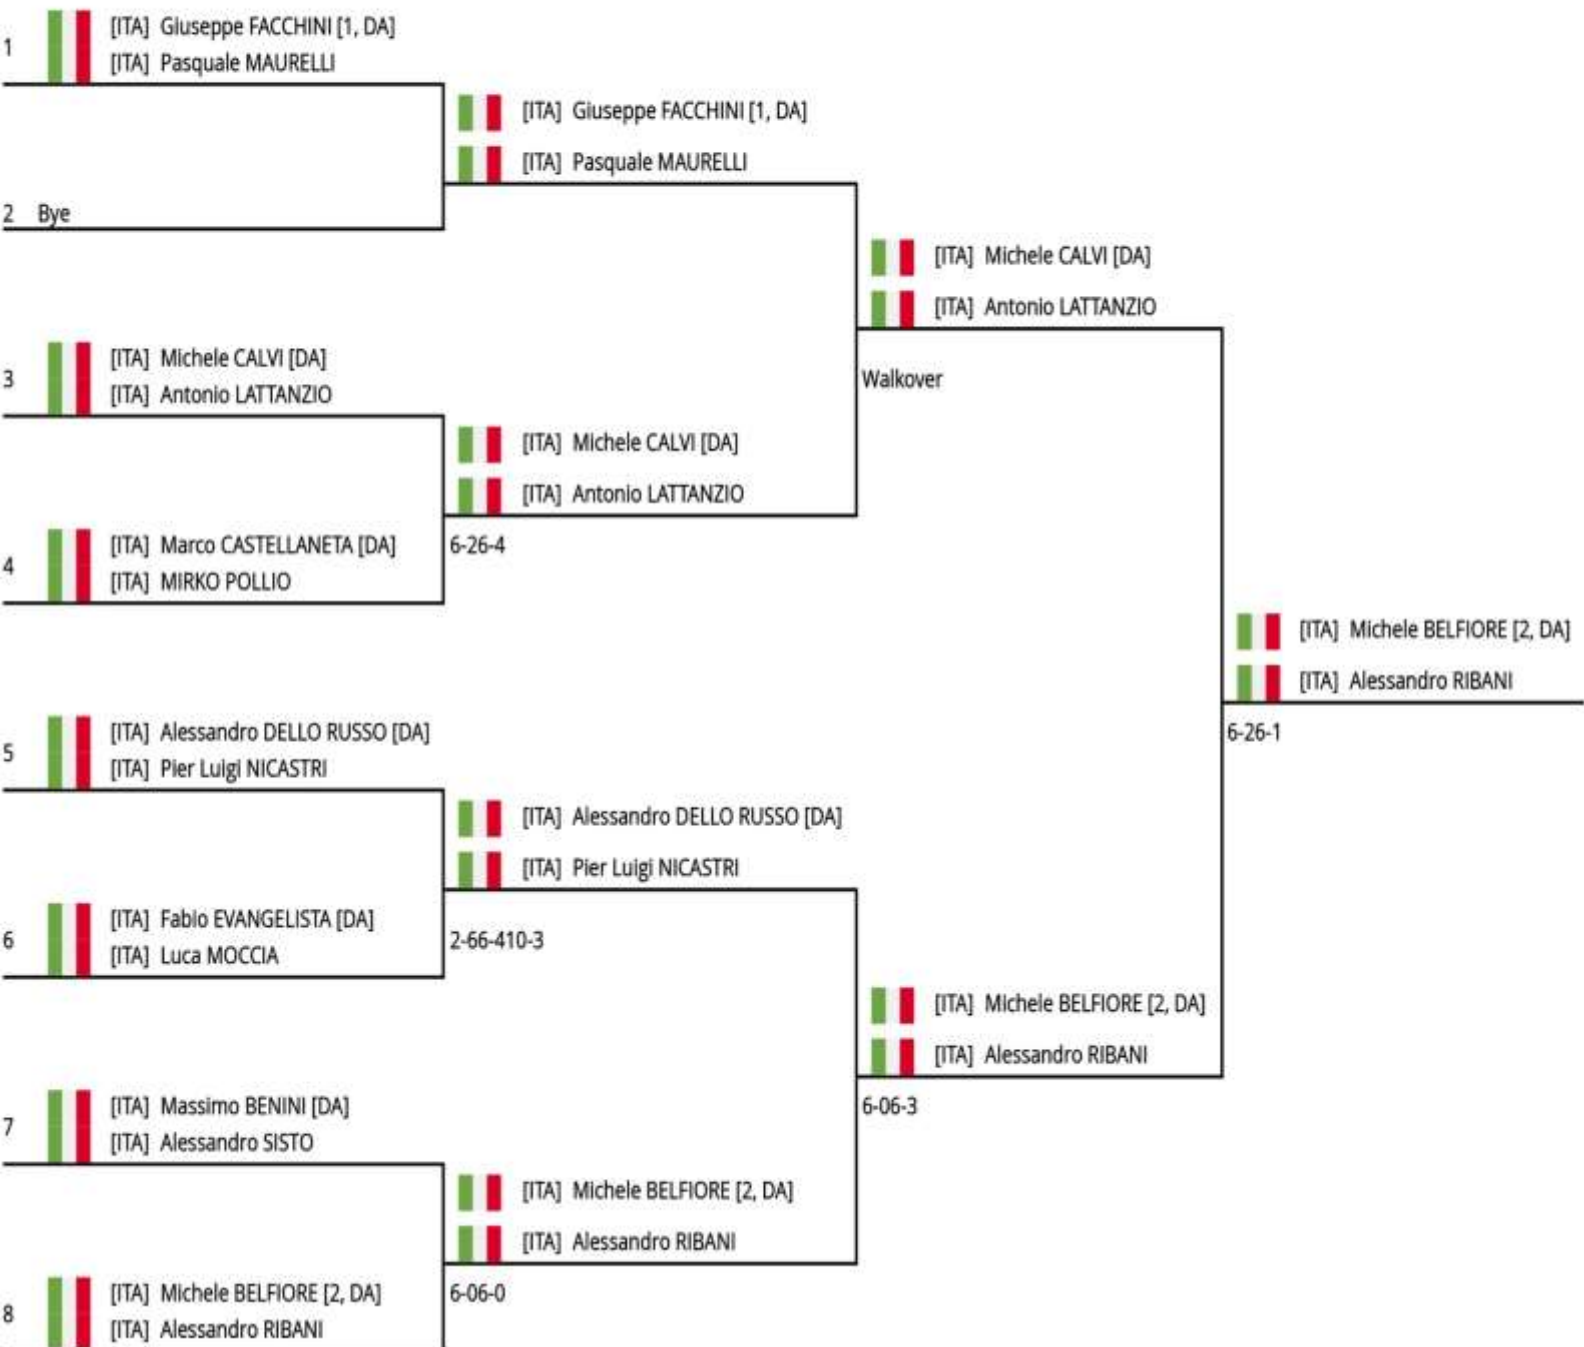 1
[ITA] Giuseppe FACCHINI [1, DA]
[ITA] Pasquale MAURELLI
2 Bye
3
[ITA] Michele CALVI [DA]
[ITA] Antonio LATTANZIO
4
[ITA] Marco CASTELLANETA [DA]
[ITA] MIRKO POLLIO
5
[ITA] Alessandro DELLO RUSSO [DA]
[ITA] Pier Luigi NICASTRI
6
[ITA] Fabio EVANGELISTA [DA]
[ITA] Luca MOCCIA
7
[ITA] Massimo BENINI [DA]
[ITA] Alessandro SISTO
8
[ITA] Michele BELFIORE [2, DA]
[ITA] Alessandro RIBANI
[ITA] Giuseppe FACCHINI [1, DA]
[ITA] Pasquale MAURELLI
[ITA] Michele CALVI [DA]
[ITA] Antonio LATTANZIO
6-26-4
[ITA] Alessandro DELLO RUSSO [DA]
[ITA] Pier Luigi NICASTRI
2-66-410-3
[ITA] Michele BELFIORE [2, DA]
[ITA] Alessandro RIBANI
6-06-0
[ITA] Michele CALVI [DA]
[ITA] Antonio LATTANZIO
Walkover
[ITA] Michele BELFIORE [2, DA]
[ITA] Alessandro RIBANI
6-06-3
[ITA] Michele BELFIORE [2, DA]
[ITA] Alessandro RIBANI
6-26-1